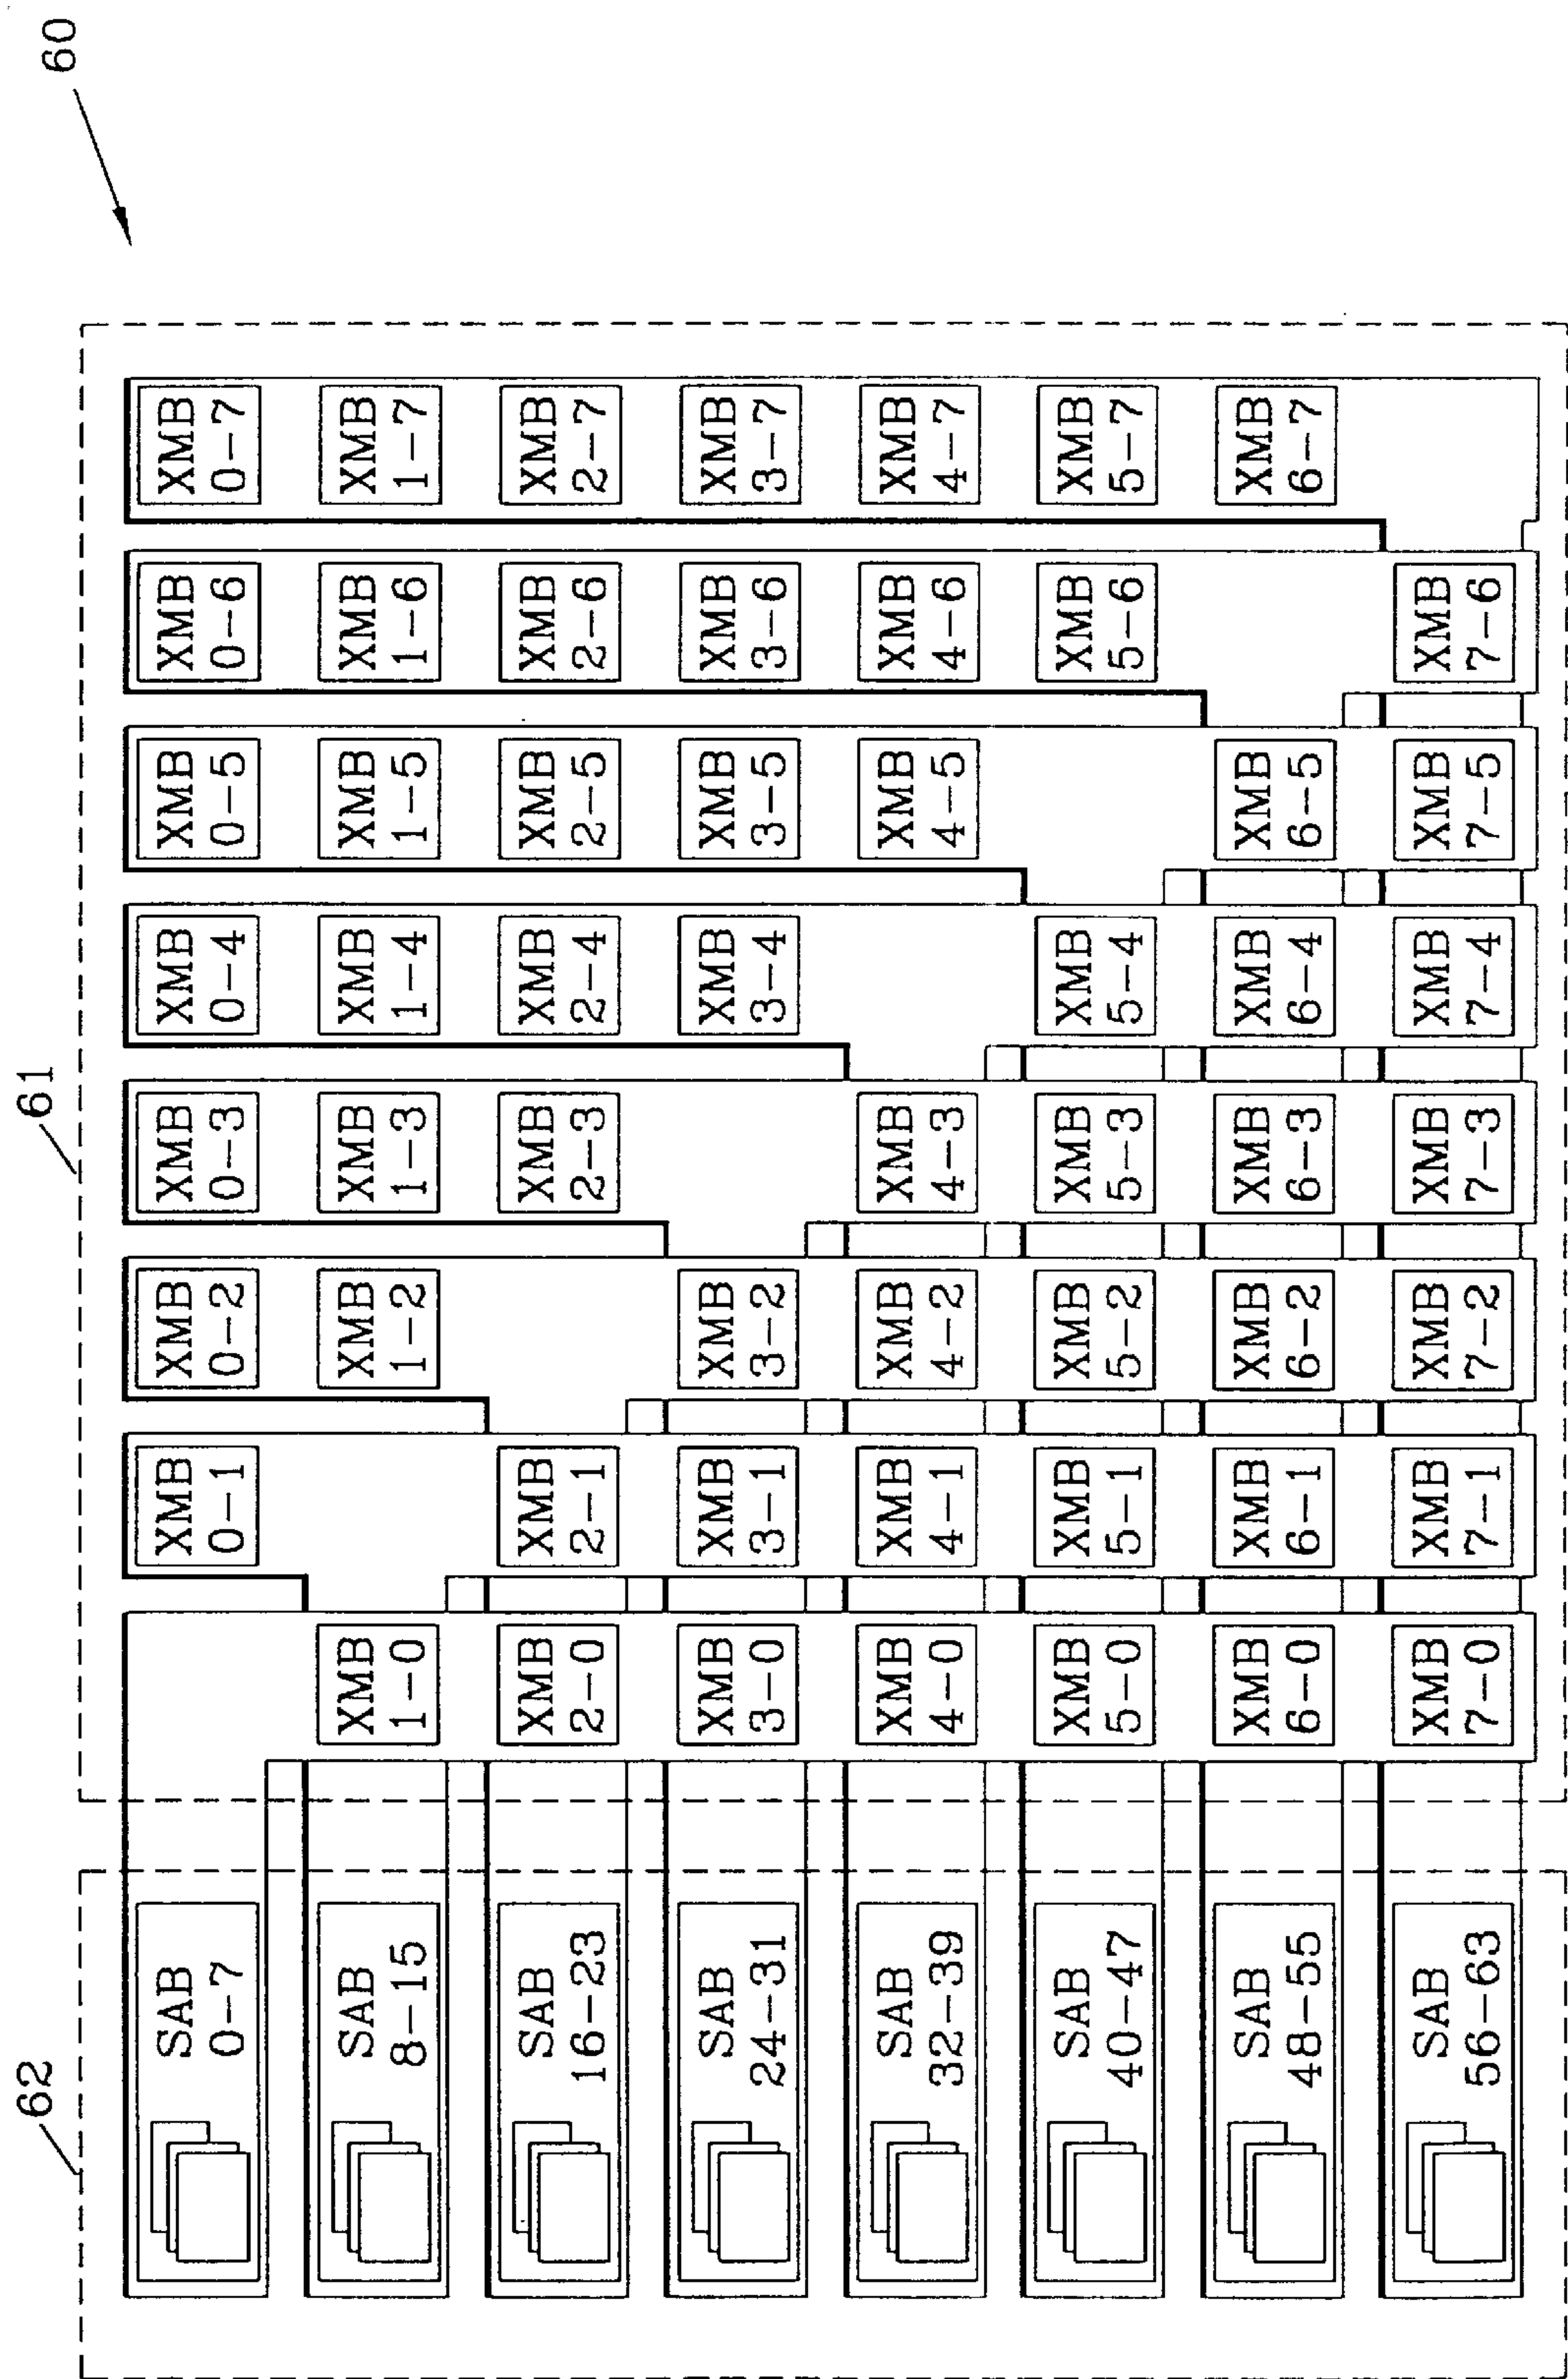 62
61
60
SAB
0-7
XMB
0-1
XMB
0-2
XMB
0-3
XMB
0-4
XMB
0-5
XMB
0-6
XMB
0-7
SAB
8-15
XMB
1-0
XMB
1-2
XMB
1-3
XMB
1-4
XMB
1-5
XMB
1-6
XMB
1-7
SAB
16-23
XMB
2-0
XMB
2-1
XMB
2-3
XMB
2-4
XMB
2-5
XMB
2-6
XMB
2-7
SAB
24-31
XMB
3-0
XMB
3-1
XMB
3-2
XMB
3-4
XMB
3-5
XMB
3-6
XMB
3-7
SAB
32-39
XMB
4-0
XMB
4-1
XMB
4-2
XMB
4-3
XMB
4-5
XMB
4-6
XMB
4-7
SAB
40-47
XMB
5-0
XMB
5-1
XMB
5-2
XMB
5-3
XMB
5-4
XMB
5-6
XMB
5-7
SAB
48-55
XMB
6-0
XMB
6-1
XMB
6-2
XMB
6-3
XMB
6-4
XMB
6-5
XMB
6-7
SAB
56-63
XMB
7-0
XMB
7-1
XMB
7-2
XMB
7-3
XMB
7-4
XMB
7-5
XMB
7-6